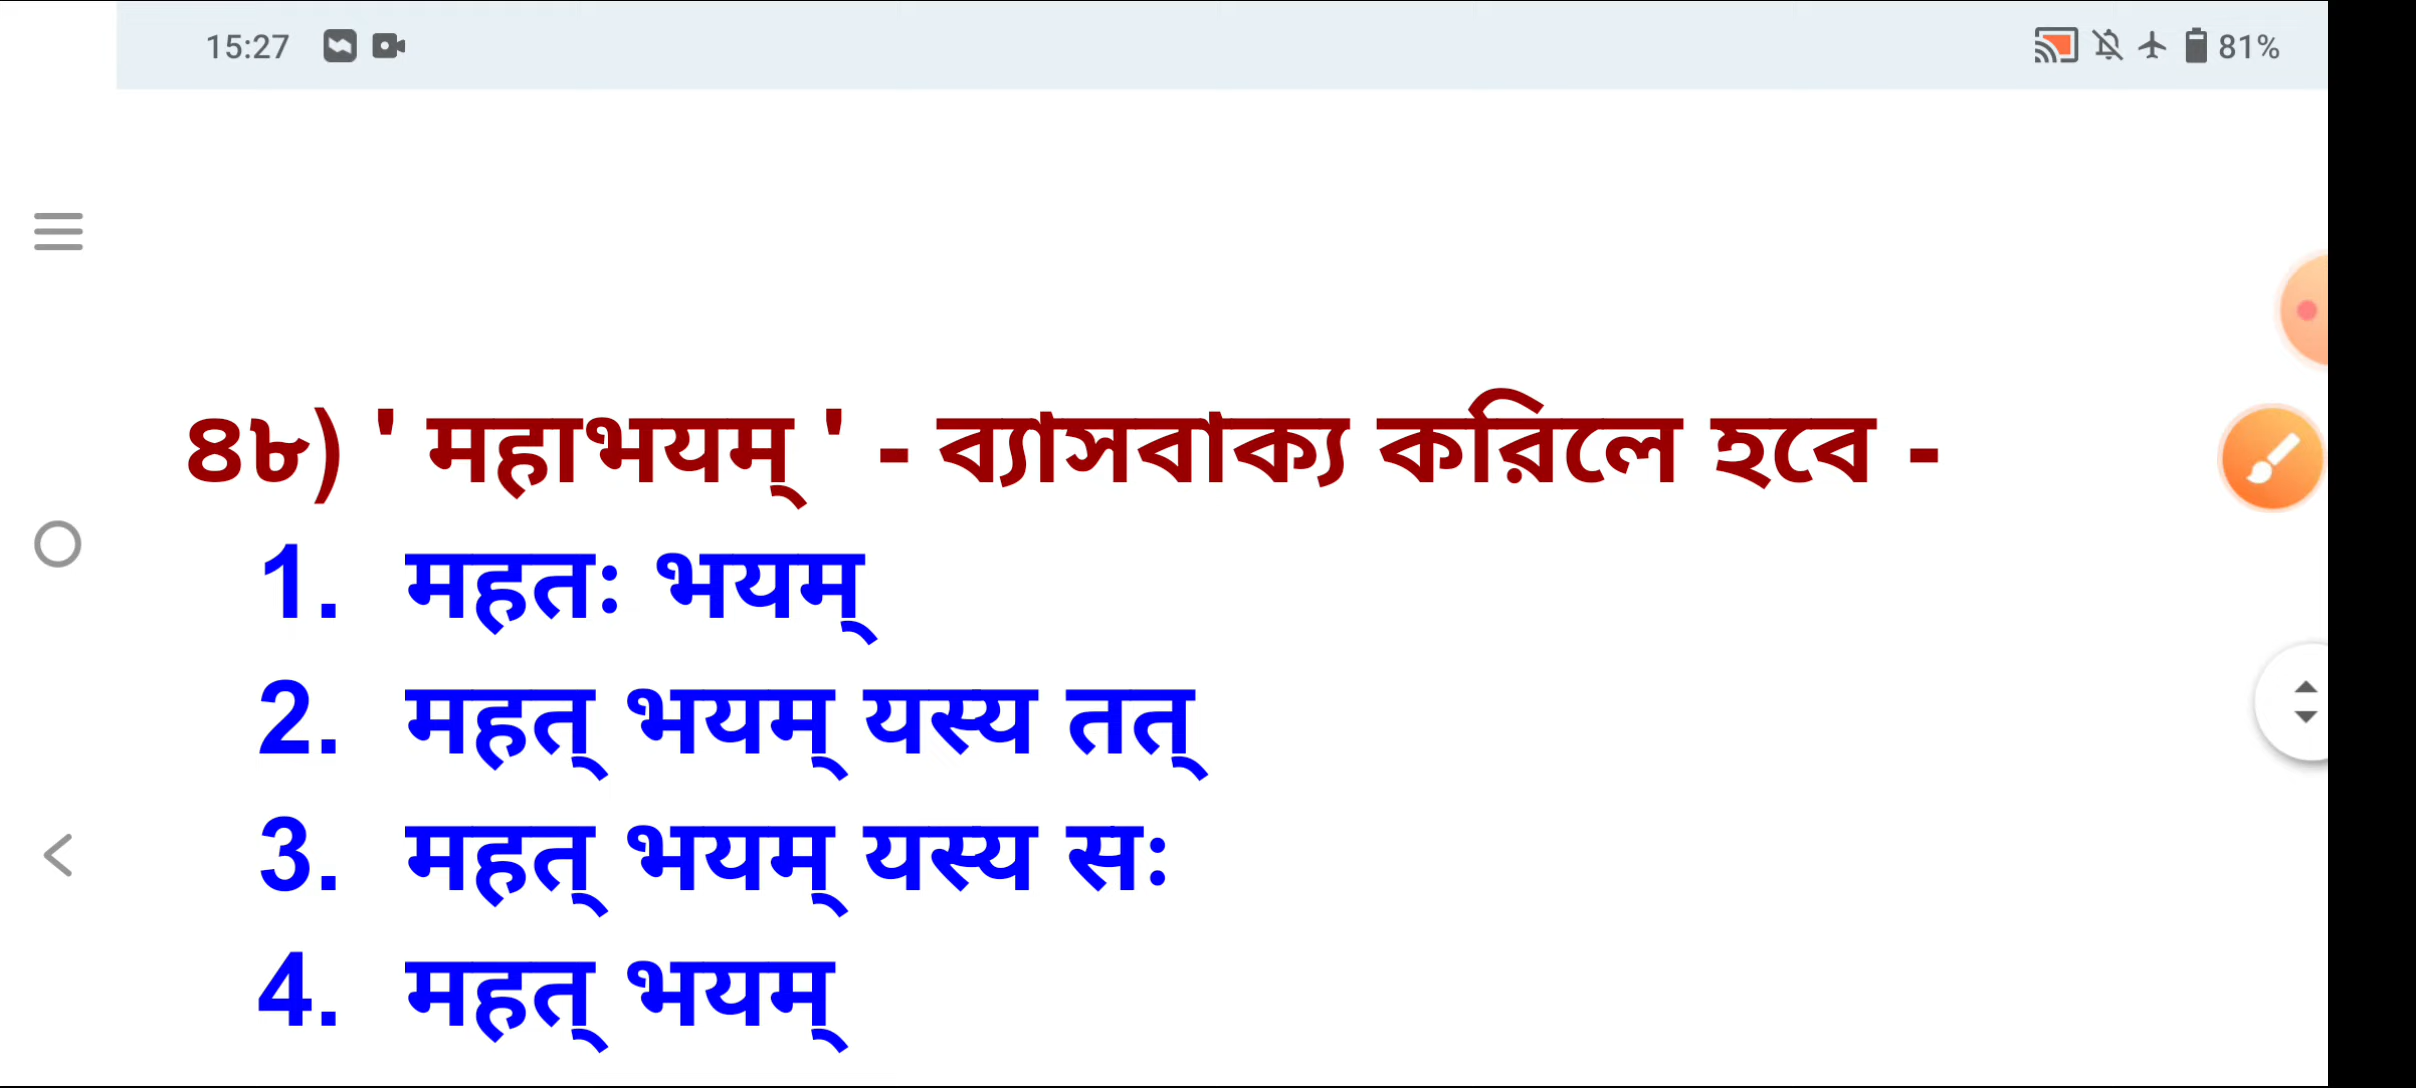 15:27 81%
৪৮) ' महाभयम् ' - ব্যাসবাক্য করিলে হবে -
1. महतः भयम्
2. महत् भयम् यस्य तत्
3. महत् भयम् यस्य सः
4. महत् भयम्